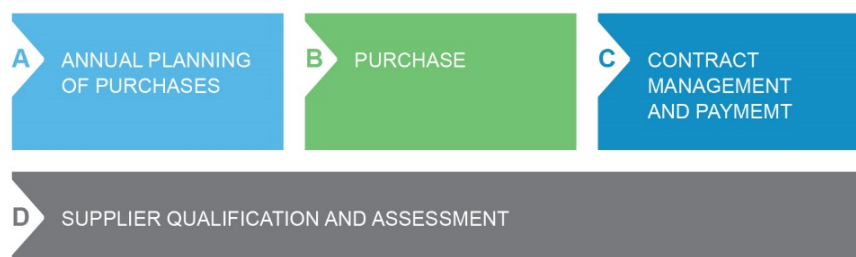 A ANNUAL PLANNING
OF PURCHASES
B PURCHASE
C CONTRACT
MANAGEMENT
AND PAYMEMT
D SUPPLIER QUALIFICATION AND ASSESSMENT